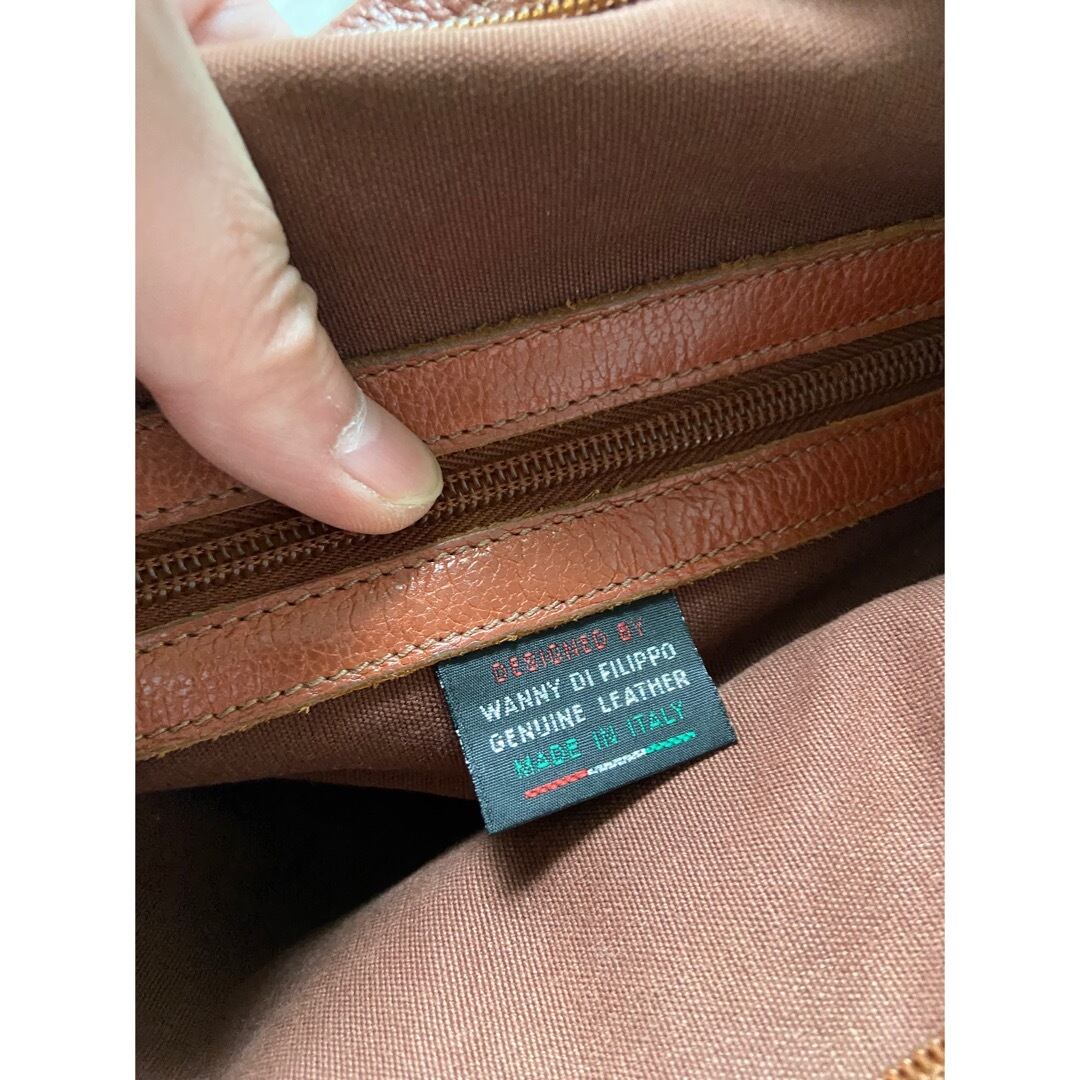 DESIGNED BY
WANNY DI FILIPPO
GENUINE LEATHER
MADE IN ITALY